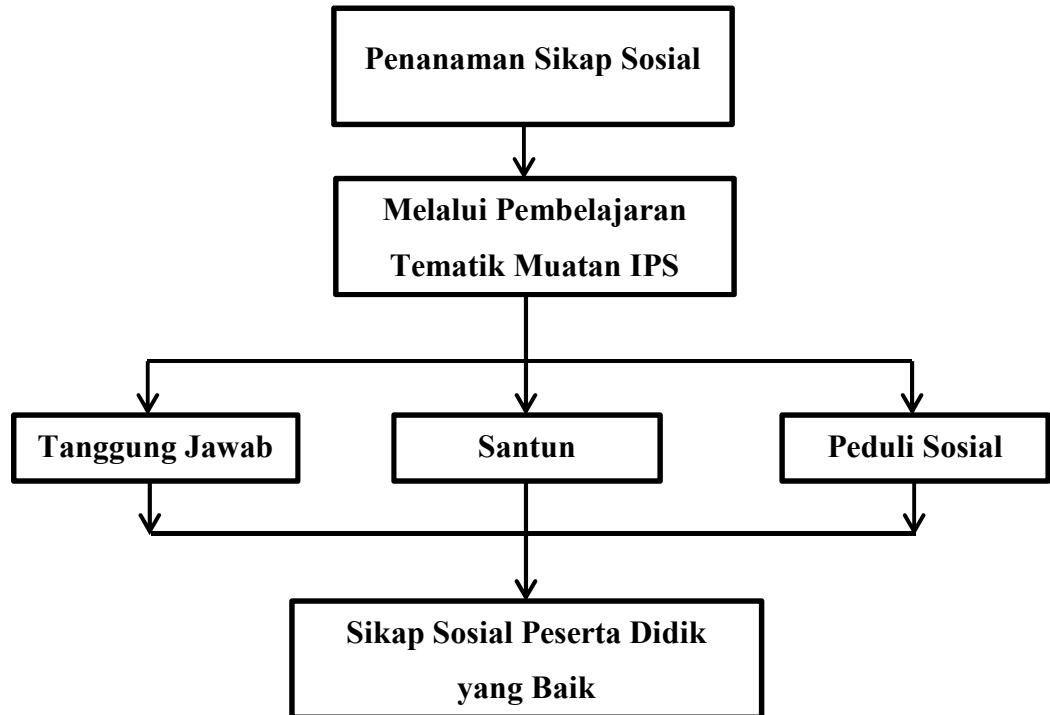 Penanaman Sikap Sosial
Melalui Pembelajaran
Tematik Muatan IPS
Tanggung Jawab
Santun
Peduli Sosial
Sikap Sosial Peserta Didik
yang Baik